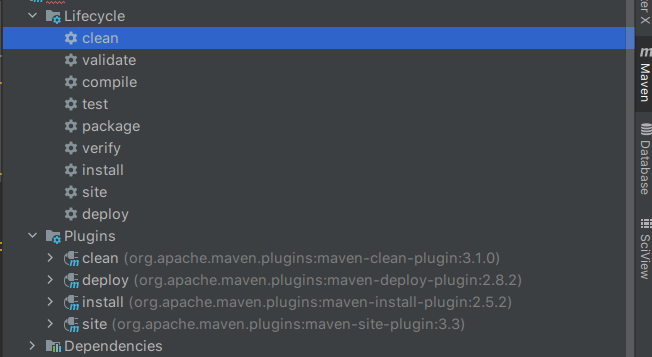 Lifecycle
clean
validate
compile
test
package
verify
install
site
deploy
Plugins
clean (org.apache.maven.plugins:maven-clean-plugin:3.1.0)
deploy (org.apache.maven.plugins:maven-deploy-plugin:2.8.2)
install (org.apache.maven.plugins:maven-install-plugin:2.5.2)
site (org.apache.maven.plugins:maven-site-plugin:3.3)
Dependencies
er X
Maven
Database
SciView